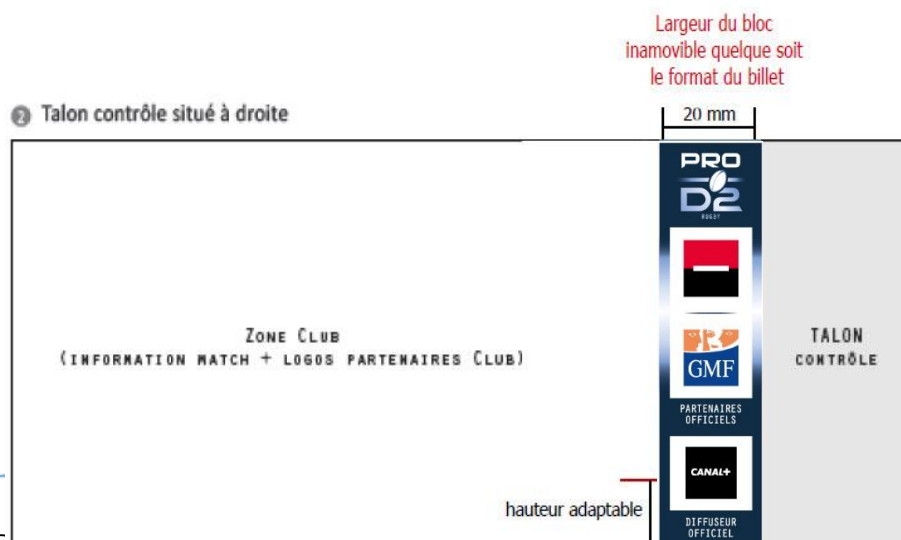 Largeur du bloc
inamovible quelque soit
le format du billet
2 Talon contrôle situé à droite
20 mm
PRO
D2
RUGBY
ZONE CLUB
(INFORMATION MATCH + LOGOS PARTENAIRES CLUB)
GMF
PARTENAIRES
OFFICIELS
CANAL+
DIFFUSEUR
OFFICIEL
TALON
CONTRÔLE
hauteur adaptable